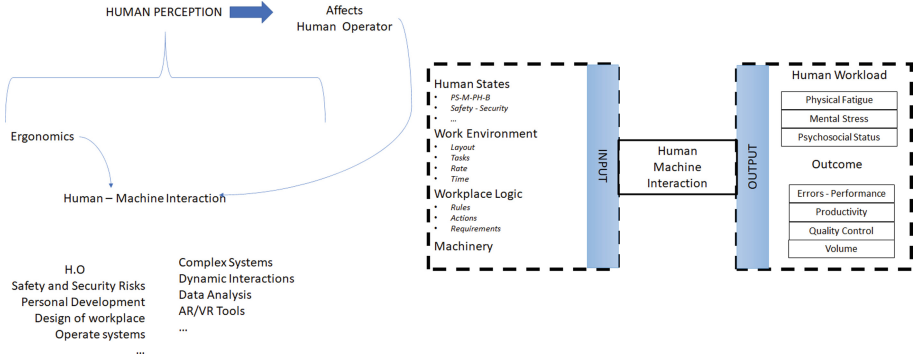 HUMAN PERCEPTION
Affects
Human Operator
Ergonomics
Human – Machine Interaction
H.O
Safety and Security Risks
Personal Development
Design of workplace
Operate systems
...
Complex Systems
Dynamic Interactions
Data Analysis
AR/VR Tools
...
Human States
• PS-M-PH-B
• Safety - Security
• ...
Work Environment
• Layout
• Tasks
• Rate
• Time
Workplace Logic
• Rules
• Actions
• Requirements
Machinery
INPUT
Human
Machine
Interaction
OUTPUT
Human Workload
Physical Fatigue
Mental Stress
Psychosocial Status
Outcome
Errors - Performance
Productivity
Quality Control
Volume